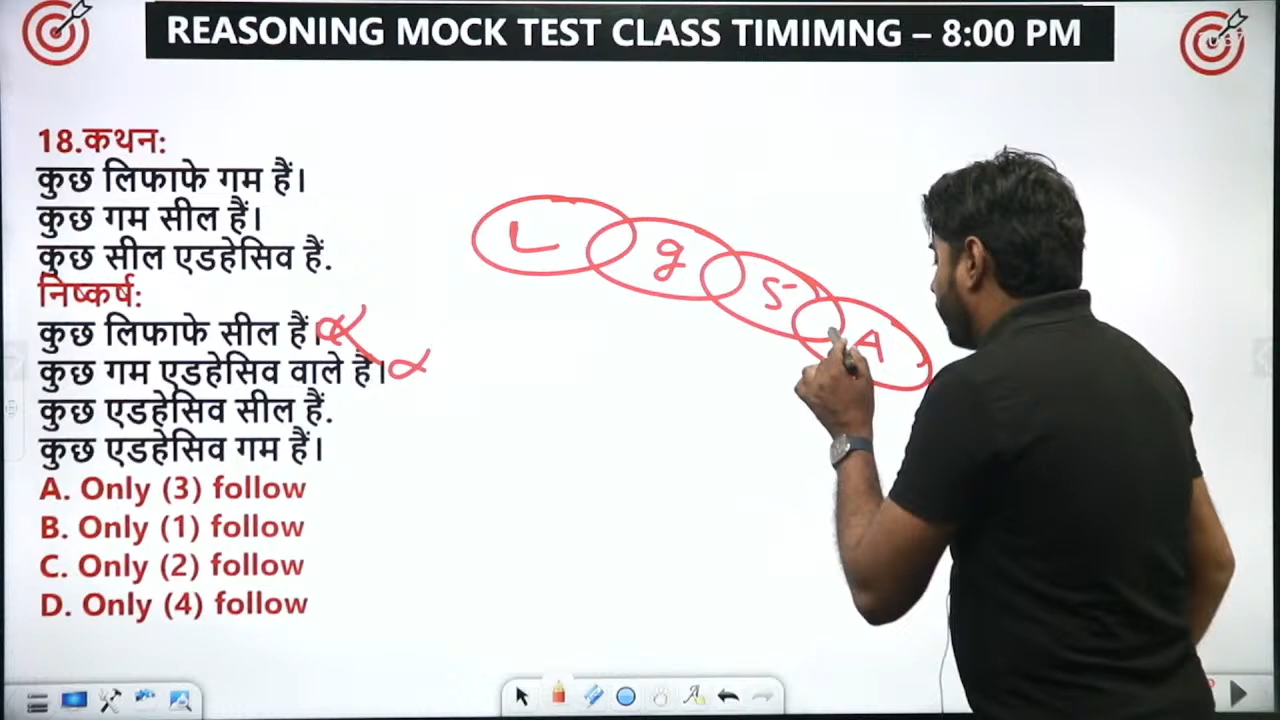 REASONING MOCK TEST CLASS TIMIMNG – 8:00 PM
18.कथन:
कुछ लिफाफे गम हैं।
कुछ गम सील हैं।
कुछ सील एडहेसिव हैं.
निष्कर्ष:
कुछ लिफाफे सील हैं।
कुछ गम एडहेसिव वाले है।
कुछ एडहेसिव सील हैं.
कुछ एडहेसिव गम हैं।
A. Only (3) follow
B. Only (1) follow
C. Only (2) follow
D. Only (4) follow
L
g
S
A